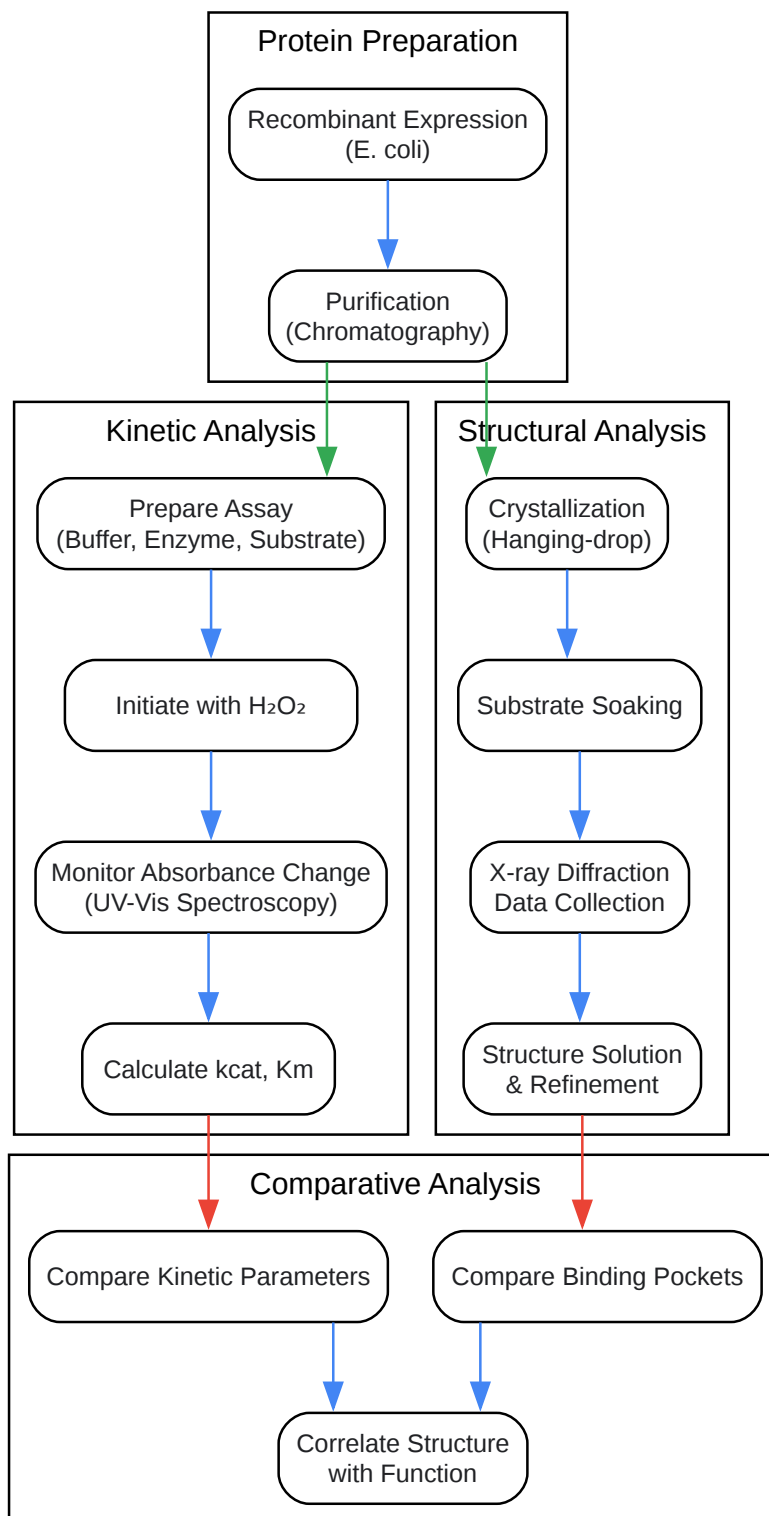 Protein Preparation
Recombinant Expression
(E. coli)
Purification
(Chromatography)
Kinetic Analysis
Prepare Assay
(Buffer, Enzyme, Substrate)
Initiate with H₂O₂
Monitor Absorbance Change
(UV-Vis Spectroscopy)
Calculate kcat, Km
Structural Analysis
Crystallization
(Hanging-drop)
Substrate Soaking
X-ray Diffraction
Data Collection
Structure Solution
& Refinement
Comparative Analysis
Compare Kinetic Parameters
Compare Binding Pockets
Correlate Structure
with Function